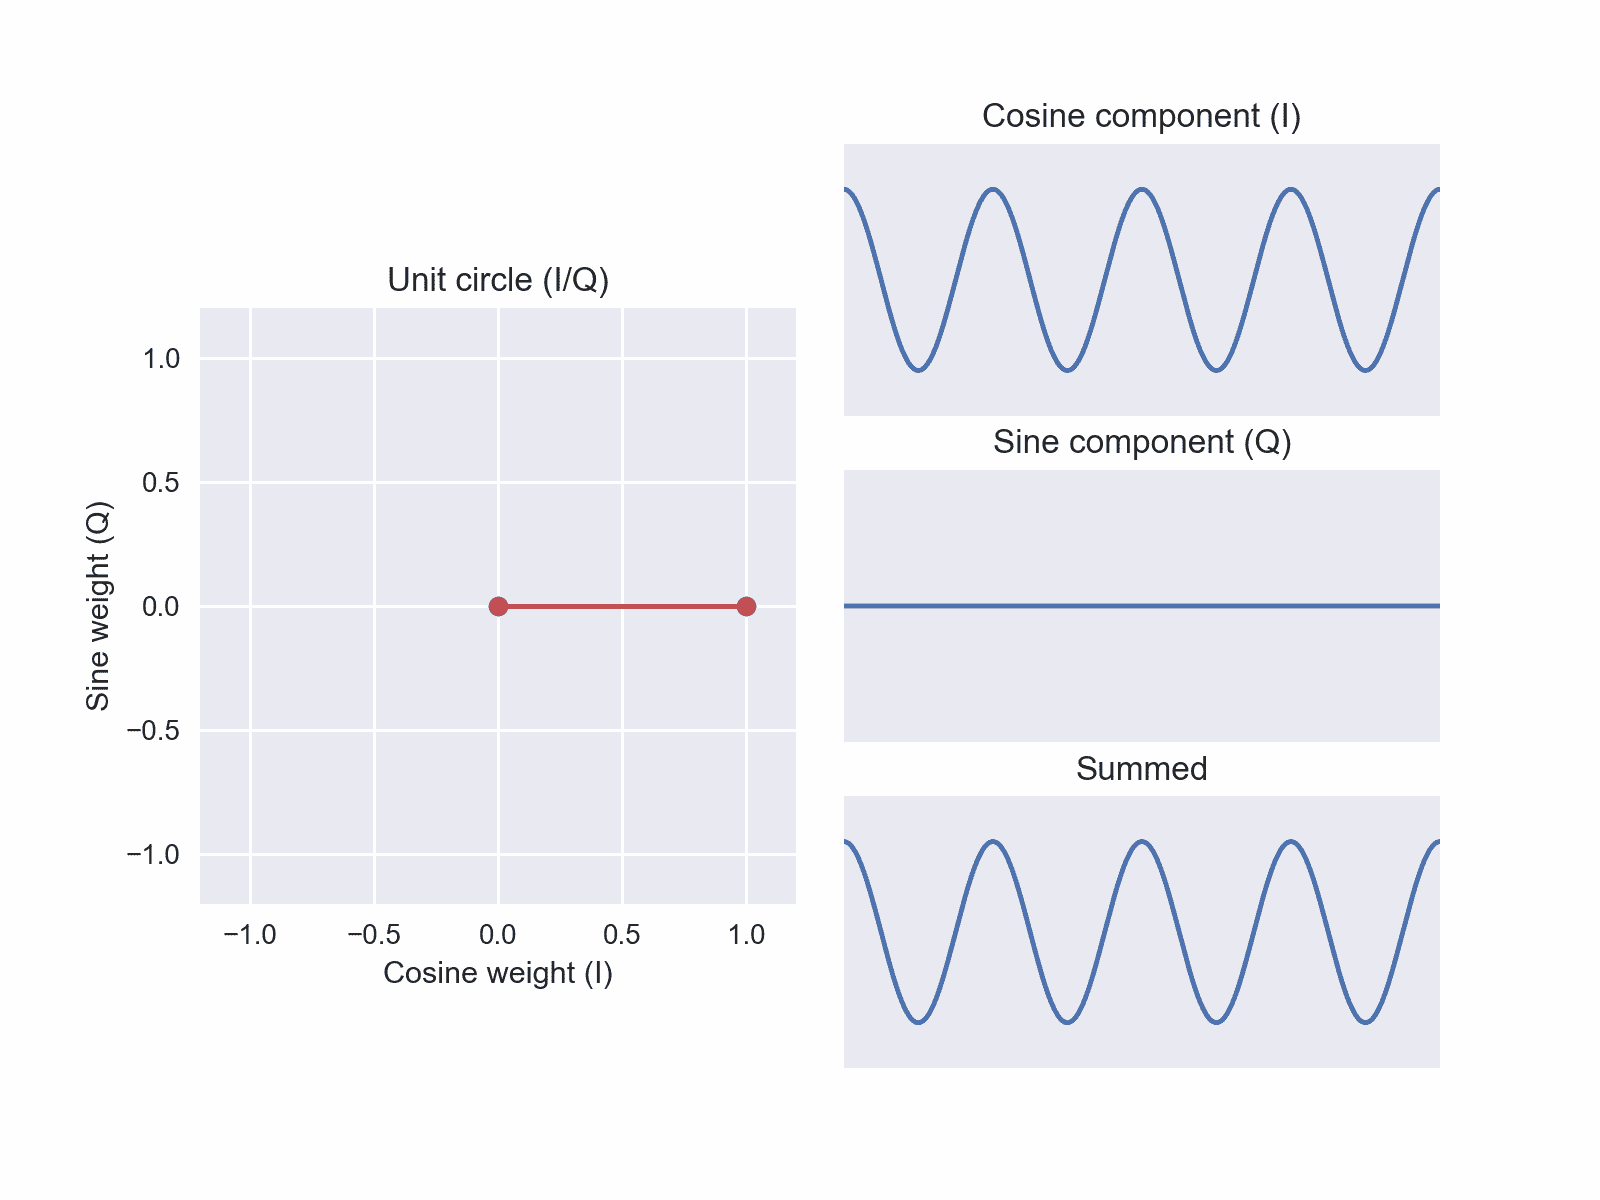 Unit circle (I/Q)
1.0
0.5
0.0
−0.5
−1.0
Sine weight (Q)
−1.0 −0.5 0.0 0.5 1.0
Cosine weight (I)
Cosine component (I)
Sine component (Q)
Summed